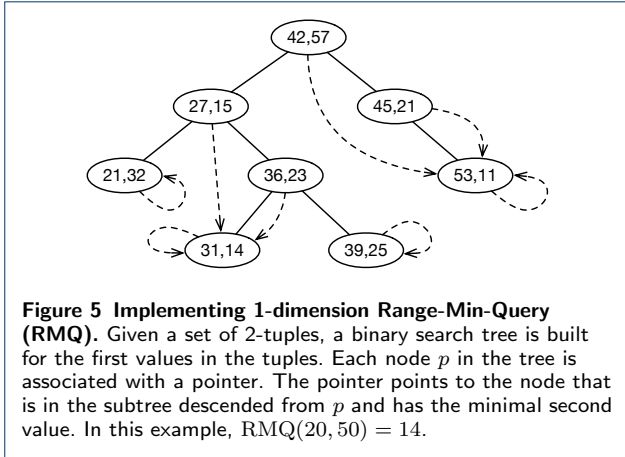 42,57
27,15
45,21
21,32
36,23
53,11
31,14
39,25
Figure 5 Implementing 1-dimension Range-Min-Query
(RMQ). Given a set of 2-tuples, a binary search tree is built
for the first values in the tuples. Each node p in the tree is
associated with a pointer. The pointer points to the node that
is in the subtree descended from p and has the minimal second
value. In this example, RMQ(20, 50) = 14.